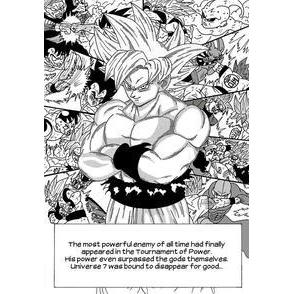 The most powerful enemy of all time had finally
appeared in the Tournament of Power.
His power even surpassed the gods themselves.
Universe 7 was bound to disappear for good...